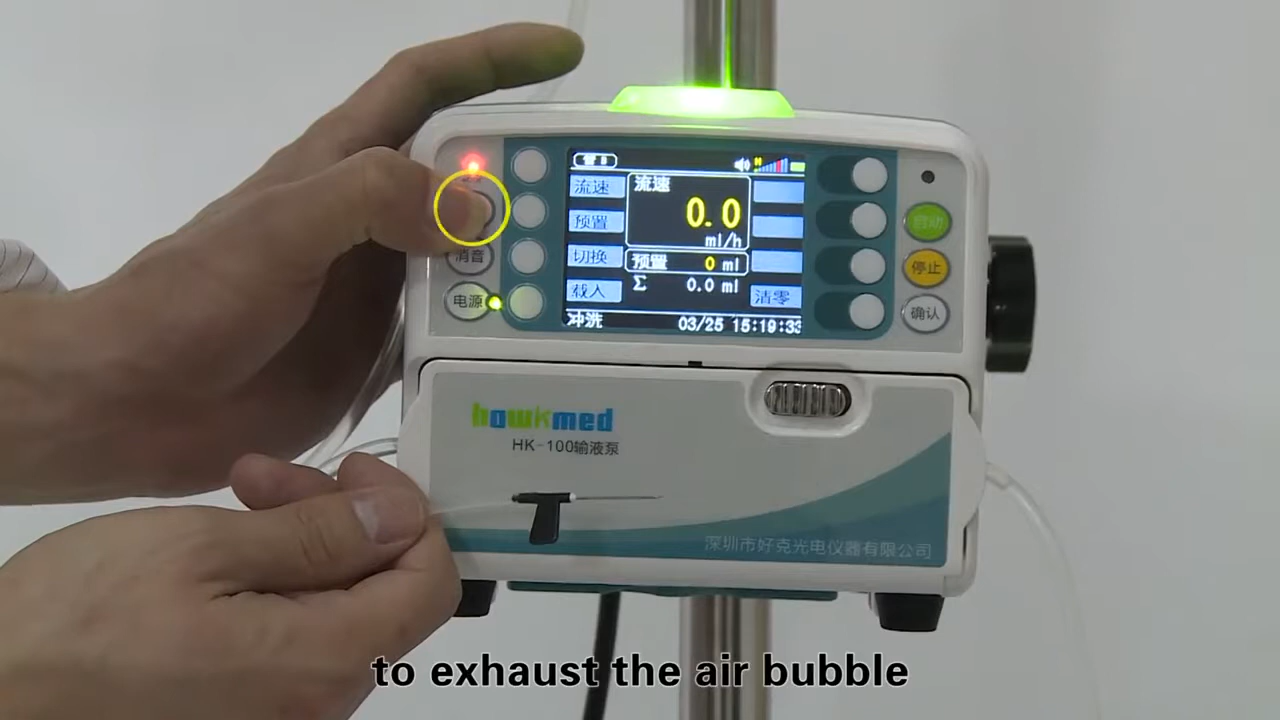 流速
预置
切换
载入
流速
0.0
ml/h
预置 0 ml
Σ 0.0 ml
清零
冲洗 03/25 15:19:33
消音
电源
启动
停止
确认
hawkmed
HK-100输液泵
深圳市好克光电仪器有限公司
to exhaust the air bubble